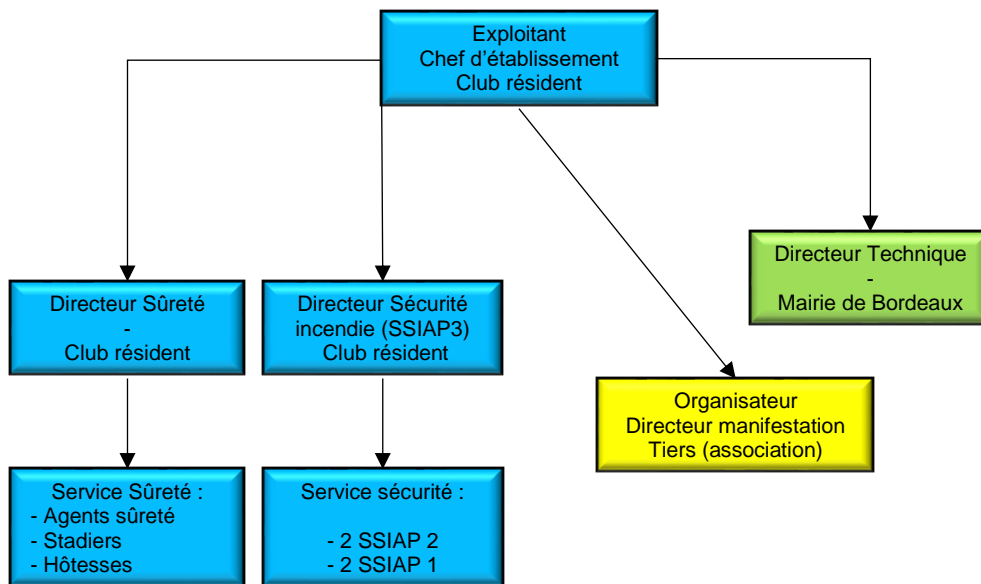 Exploitant
Chef d'établissement
Club résident
Directeur Sûreté
-
Club résident
Directeur Sécurité
incendie (SSIAP3)
Club résident
Directeur Technique
-
Mairie de Bordeaux
Organisateur
Directeur manifestation
Tiers (association)
Service Sûreté :
- Agents sûreté
- Stadiers
- Hôtesses
Service sécurité :
- 2 SSIAP 2
- 2 SSIAP 1